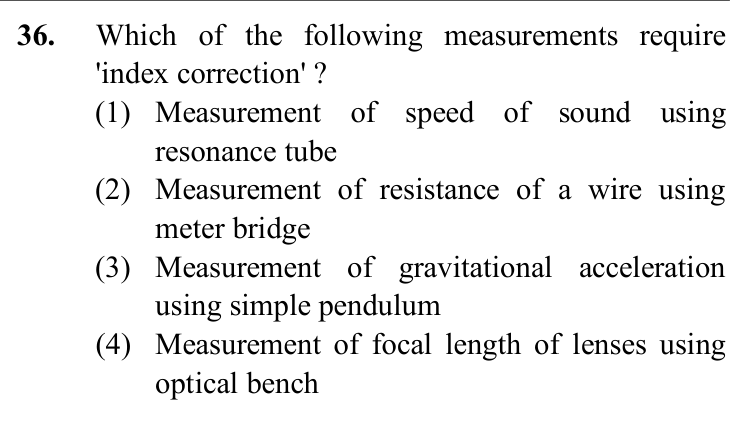 36. Which of the following measurements require
'index correction' ?
(1) Measurement of speed of sound using
resonance tube
(2) Measurement of resistance of a wire using
meter bridge
(3) Measurement of gravitational acceleration
using simple pendulum
(4) Measurement of focal length of lenses using
optical bench